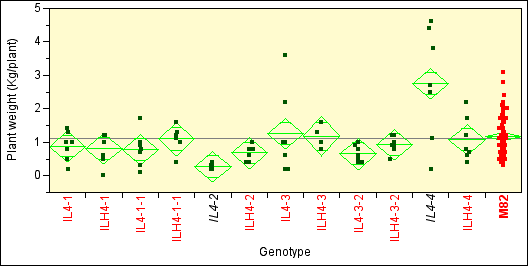 Plant weight (Kg/plant)
5
4
3
2
1
0
IL4-1
ILH4-1
IL4-1-1
ILH4-1-1
IL4-2
ILH4-2
IL4-3
ILH4-3
IL4-3-2
ILH4-3-2
IL4-4
ILH4-4
M82
Genotype